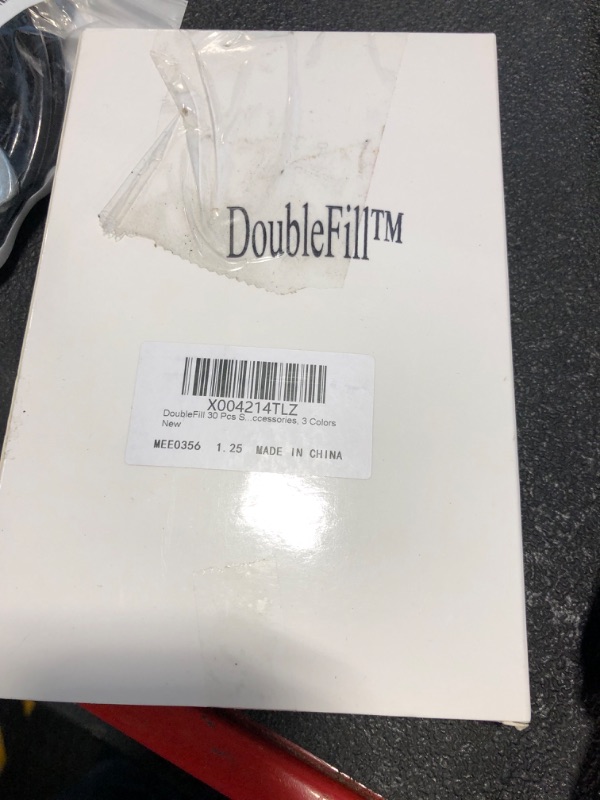 DoubleFill™
X004214TLZ
DoubleFill 30 Pcs S...ccessories, 3 Colors
New
MEE0356 1.25 MADE IN CHINA